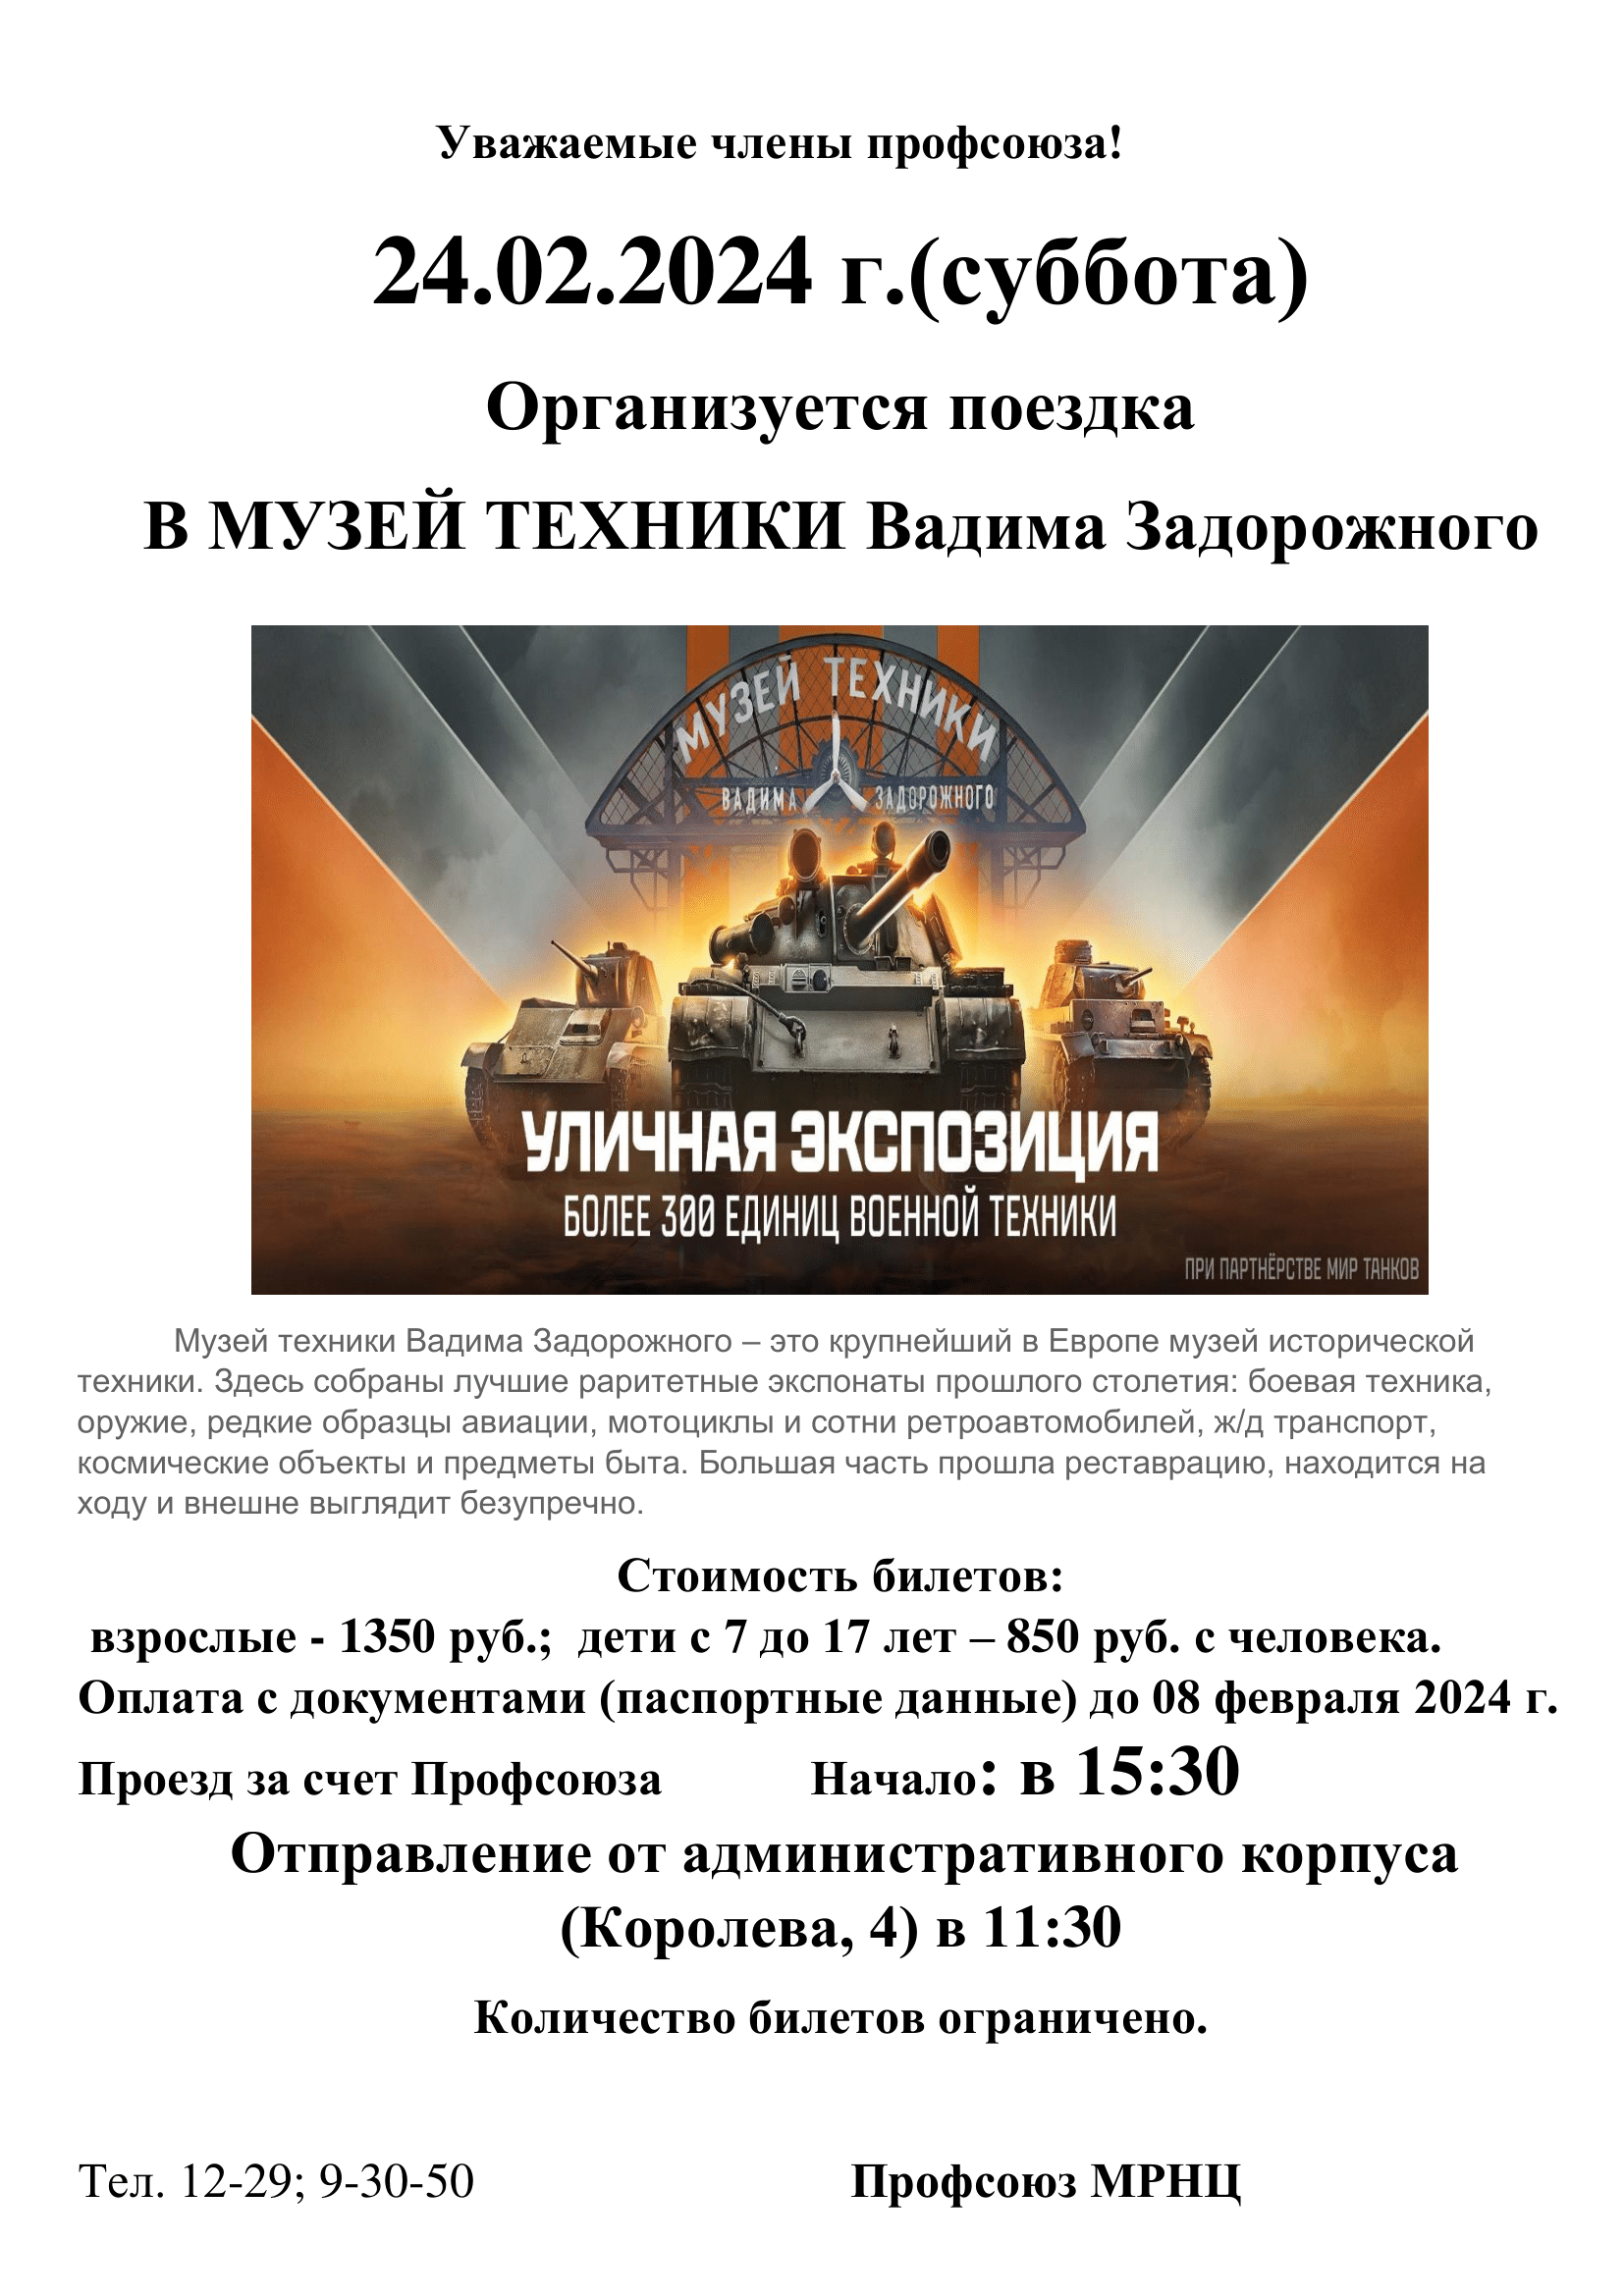 Уважаемые члены профсоюза!
24.02.2024 г.(суббота)
Организуется поездка
В МУЗЕЙ ТЕХНИКИ Вадима Задорожного
МУЗЕЙ ТЕХНИКИ
ВАДИМА ЗАДОРОЖНОГО
УЛИЧНАЯ ЭКСПОЗИЦИЯ
БОЛЕЕ 300 ЕДИНИЦ ВОЕННОЙ ТЕХНИКИ
ПРИ ПАРТНЁРСТВЕ МИР ТАНКОВ
Музей техники Вадима Задорожного – это крупнейший в Европе музей исторической
техники. Здесь собраны лучшие раритетные экспонаты прошлого столетия: боевая техника,
оружие, редкие образцы авиации, мотоциклы и сотни ретроавтомобилей, ж/д транспорт,
космические объекты и предметы быта. Большая часть прошла реставрацию, находится на
ходу и внешне выглядит безупречно.
Стоимость билетов:
взрослые - 1350 руб.; дети с 7 до 17 лет – 850 руб. с человека.
Оплата с документами (паспортные данные) до 08 февраля 2024 г.
Проезд за счет Профсоюза Начало: в 15:30
Отправление от административного корпуса
(Королева, 4) в 11:30
Количество билетов ограничено.
Тел. 12-29; 9-30-50 Профсоюз МРНЦ